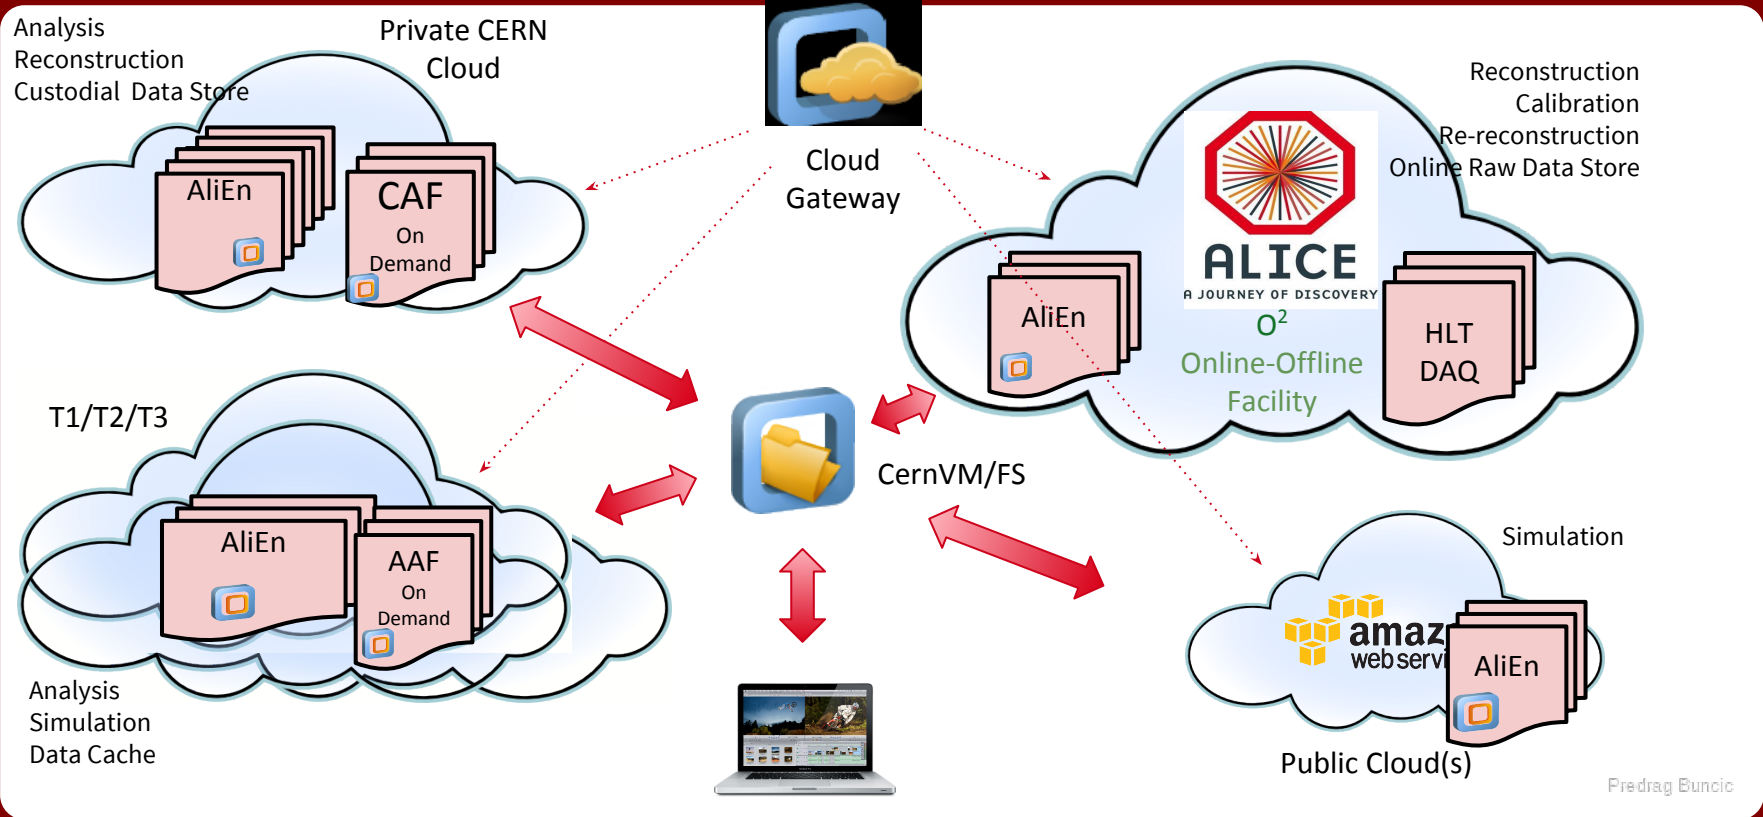 Analysis
Reconstruction
Custodial Data Store
Private CERN
Cloud
AliEn
CAF
On
Demand
Cloud
Gateway
Reconstruction
Calibration
Re-reconstruction
Online Raw Data Store
ALICE
A JOURNEY OF DISCOVERY
O²
Online-Offline
Facility
AliEn
HLT
DAQ
T1/T2/T3
AliEn
AAF
On
Demand
Analysis
Simulation
Data Cache
CernVM/FS
Simulation
amaz
web servi
AliEn
Public Cloud(s)
Predrag Buncic